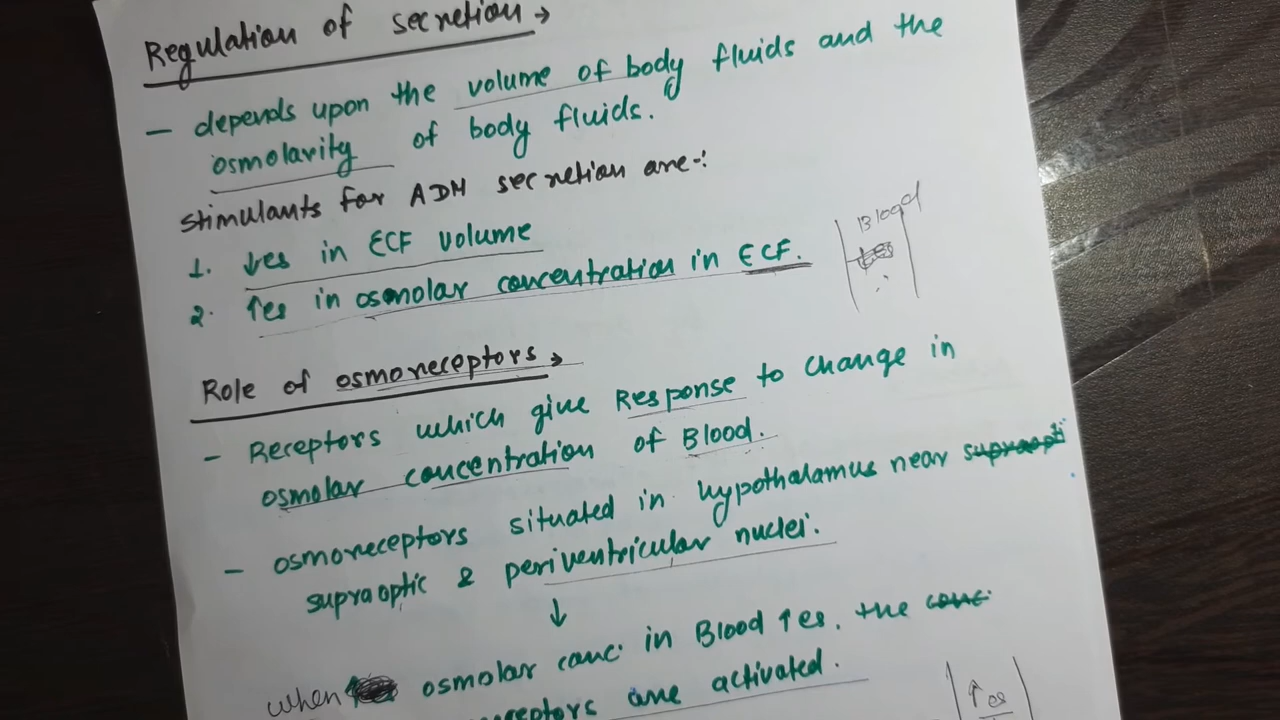 Regulation of secretion →
— depends upon the volume of body fluids and the
osmolarity of body fluids.
stimulants for ADH secretion are-:
1. ↓es in ECF volume
2. ↑es in osmolar concentration in ECF.
Blood
Role of osmoreceptors →
- Receptors which give Response to change in
osmolar concentration of Blood.
- osmoreceptors situated in hypothalamus near
supraoptic & periventricular nuclei.
↓
when osmolar conc. in Blood ↑es. the conc.
ceptors are activated.
↑es